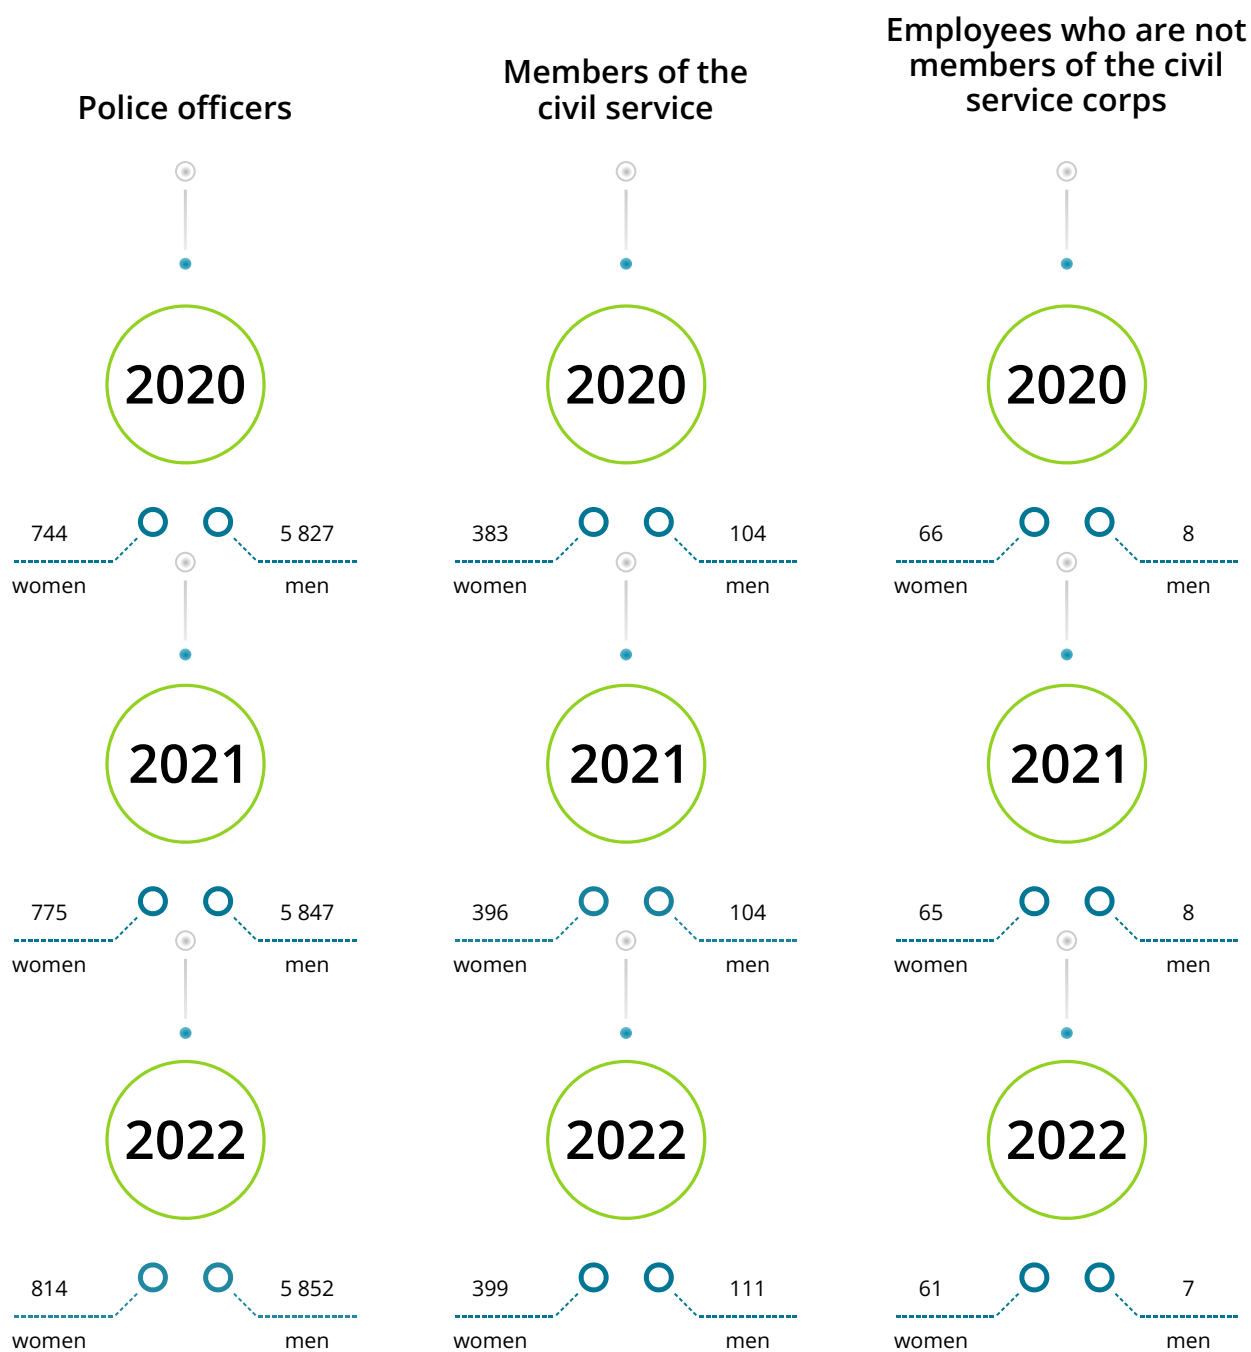 Police officers
Members of the
civil service
Employees who are not
members of the civil
service corps
2020
2020
2020
744
5 827
383
104
66
8
women
men
women
men
women
men
2021
2021
2021
775
5 847
396
104
65
8
women
men
women
men
women
men
2022
2022
2022
814
5 852
399
111
61
7
women
men
women
men
women
men